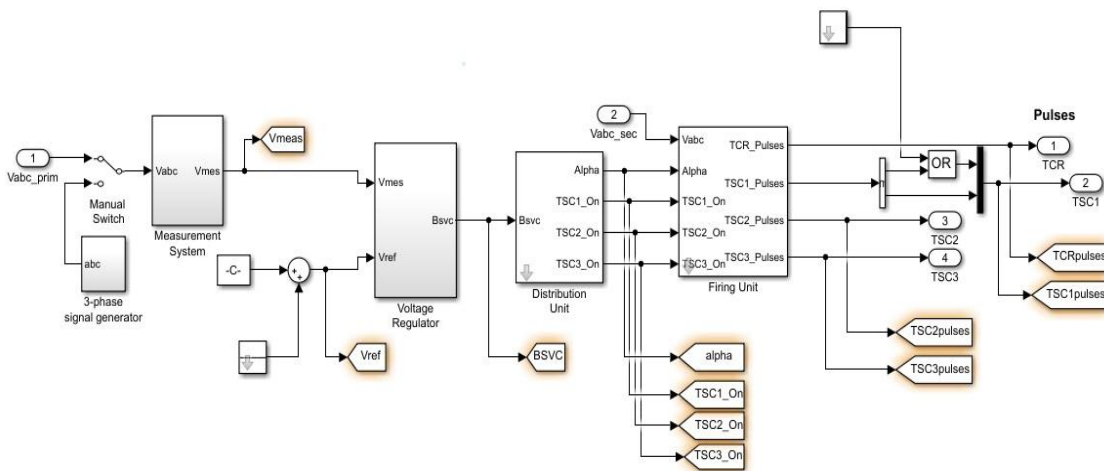 Pulses
1
Vabc_prim
Manual
Switch
abc
3-phase
signal generator
Vabc
Vmes
Measurement
System
Vmeas
-C-
+
+
Vref
Vmes
Vref
Bsvc
Voltage
Regulator
BSVC
Bsvc
Alpha
TSC1_On
TSC2_On
TSC3_On
Distribution
Unit
2
Vabc_sec
Vabc
Alpha
TSC1_On
TSC2_On
TSC3_On
TCR_Pulses
TSC1_Pulses
TSC2_Pulses
TSC3_Pulses
Firing Unit
alpha
TSC1_On
TSC2_On
TSC3_On
OR
1
TCR
2
TSC1
3
TSC2
4
TSC3
TCRpulses
TSC1pulses
TSC2pulses
TSC3pulses